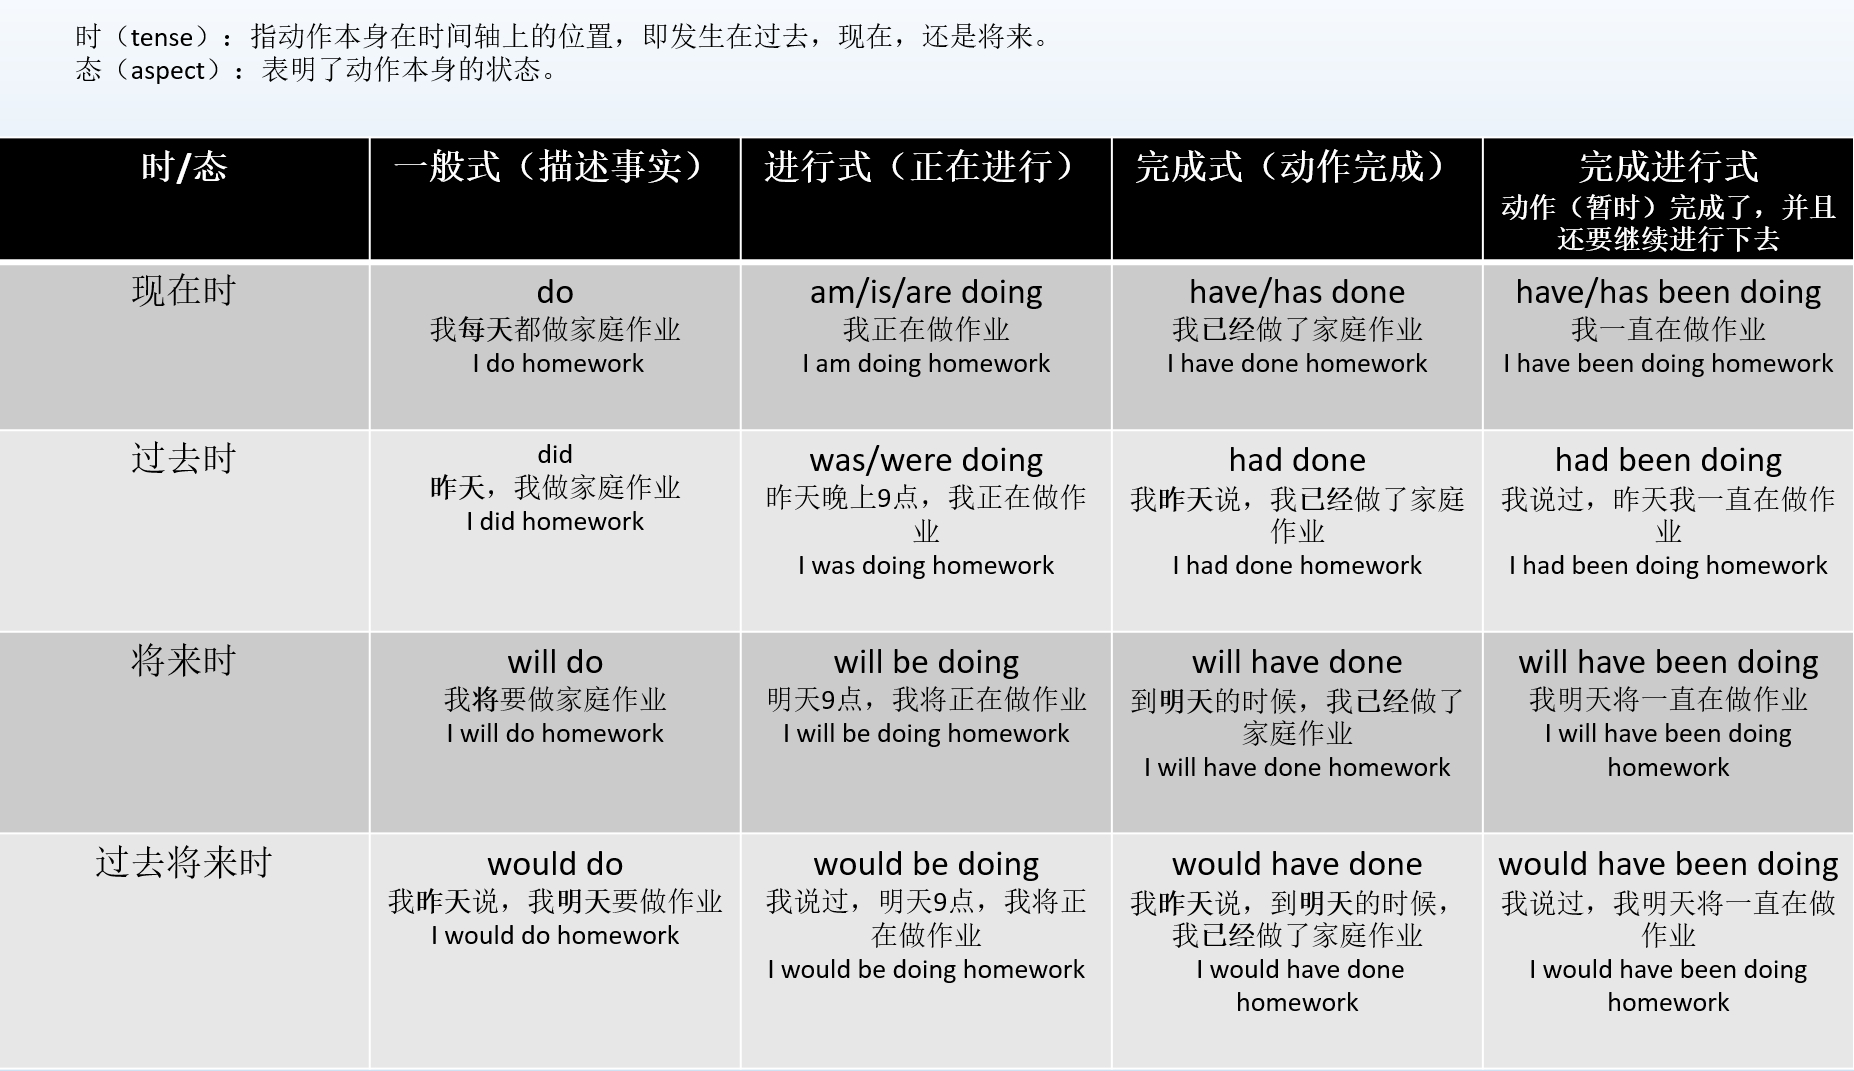 时（tense）：指动作本身在时间轴上的位置，即发生在过去，现在，还是将来。
态（aspect）：表明了动作本身的状态。
时/态
一般式（描述事实）
进行式（正在进行）
完成式（动作完成）
完成进行式
动作（暂时）完成了，并且
还要继续进行下去
现在时
do
我每天都做家庭作业
I do homework
am/is/are doing
我正在做作业
I am doing homework
have/has done
我已经做了家庭作业
I have done homework
have/has been doing
我一直在做作业
I have been doing homework
过去时
did
昨天，我做家庭作业
I did homework
was/were doing
昨天晚上9点，我正在做作
业
I was doing homework
had done
我昨天说，我已经做了家庭
作业
I had done homework
had been doing
我说过，昨天我一直在做作
业
I had been doing homework
将来时
will do
我将要做家庭作业
I will do homework
will be doing
明天9点，我将正在做作业
I will be doing homework
will have done
到明天的时候，我已经做了
家庭作业
I will have done homework
will have been doing
我明天将一直在做作业
I will have been doing
homework
过去将来时
would do
我昨天说，我明天要做作业
I would do homework
would be doing
我说过，明天9点，我将正
在做作业
I would be doing homework
would have done
我昨天说，到明天的时候，
我已经做了家庭作业
I would have done
homework
would have been doing
我说过，我明天将一直在做
作业
I would have been doing
homework